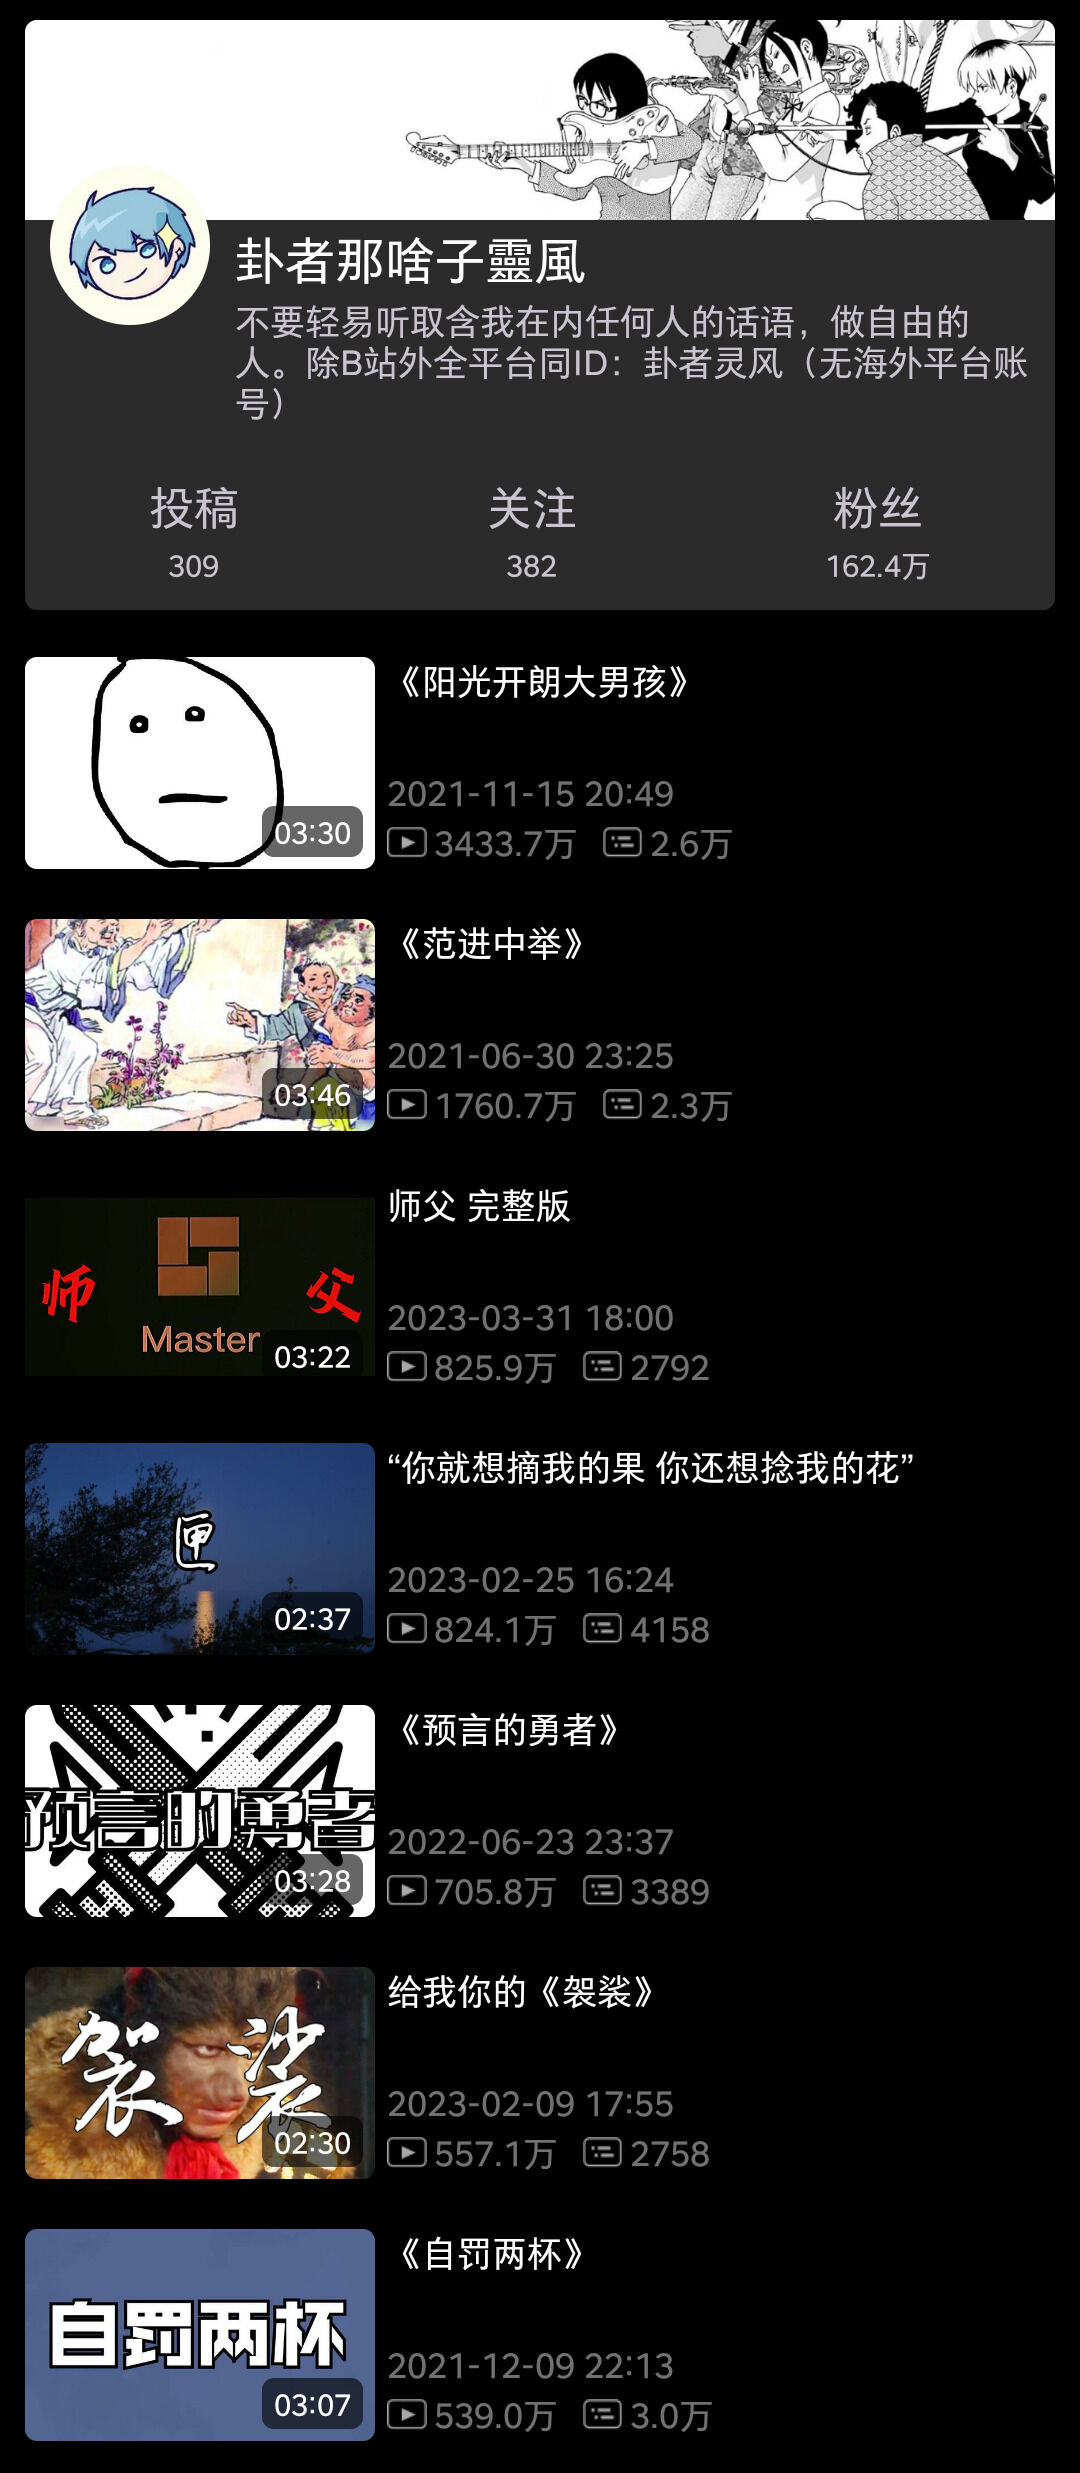 卦者那啥子靈風
不要轻易听取含我在内任何人的话语，做自由的
人。除B站外全平台同ID：卦者灵风（无海外平台账
号）
投稿 关注 粉丝
309 382 162.4万
《阳光开朗大男孩》
03:30
2021-11-15 20:49
3433.7万 2.6万
《范进中举》
03:46
2021-06-30 23:25
1760.7万 2.3万
师父 完整版
师 父
Master
03:22
2023-03-31 18:00
825.9万 2792
“你就想摘我的果 你还想捻我的花”
匣
02:37
2023-02-25 16:24
824.1万 4158
《预言的勇者》
预言的勇者
03:28
2022-06-23 23:37
705.8万 3389
给我你的《袈裟》
袈裟
02:30
2023-02-09 17:55
557.1万 2758
《自罚两杯》
自罚两杯
03:07
2021-12-09 22:13
539.0万 3.0万